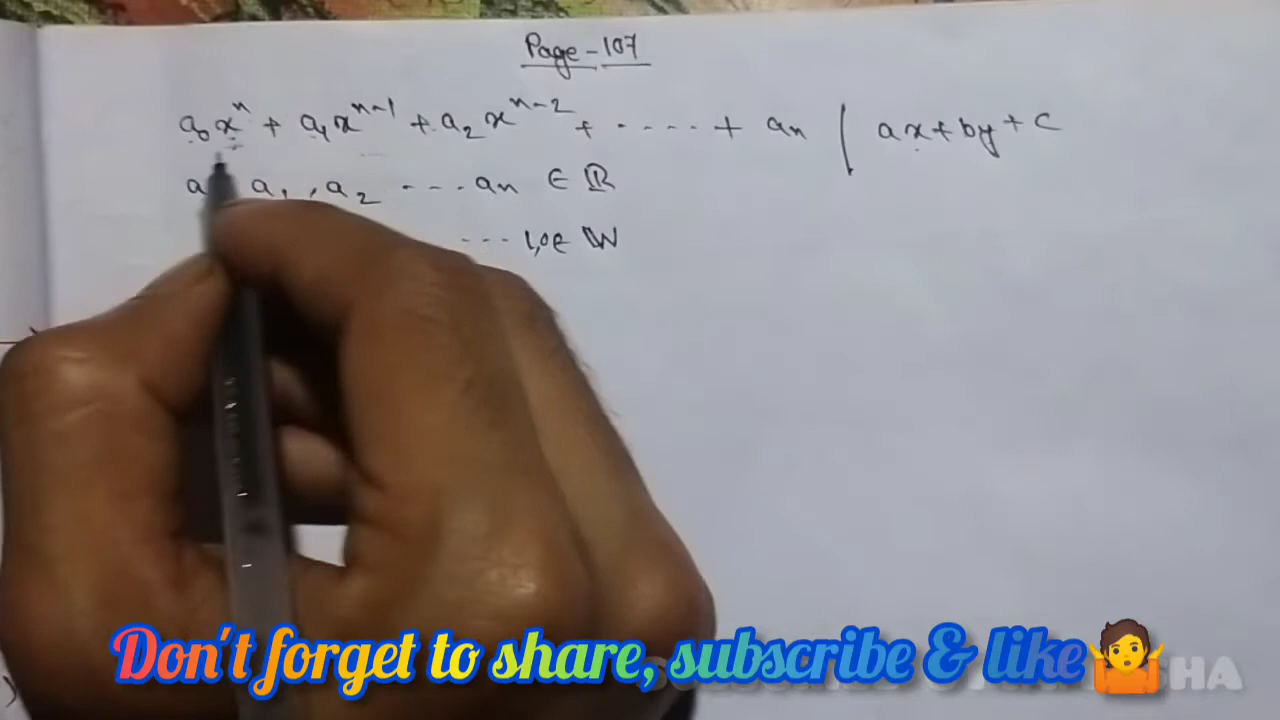 Page-107
a₀xⁿ + a₁xⁿ⁻¹ + a₂xⁿ⁻² + ..... + aₙ | ax+by+c
a₁, a₂ ... aₙ ∈ ℝ
... 1,0∈ W
Don't forget to share, subscribe & like🤷